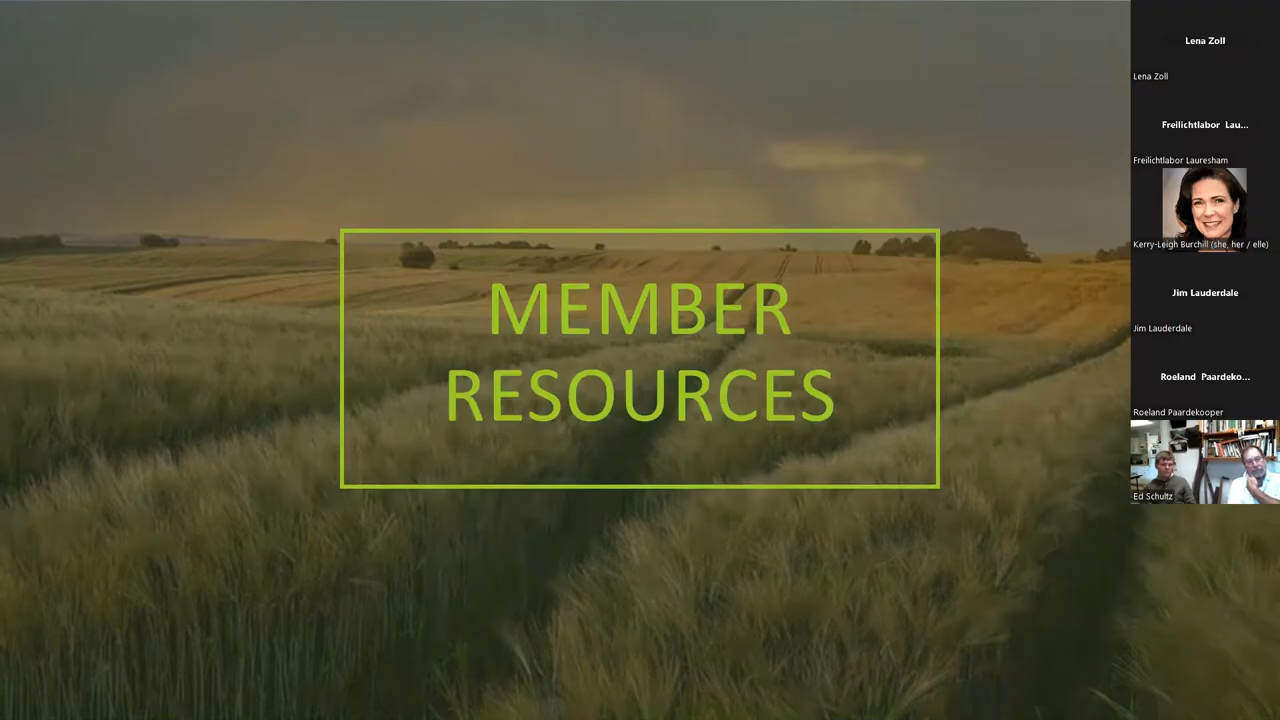 MEMBER
RESOURCES
Lena Zoll
Lena Zoll
Freilichtlabor Lau...
Freilichtlabor Lauresham
Kerry-Leigh Burchill (she, her / elle)
Jim Lauderdale
Jim Lauderdale
Roeland Paardeko...
Roeland Paardekooper
Ed Schultz